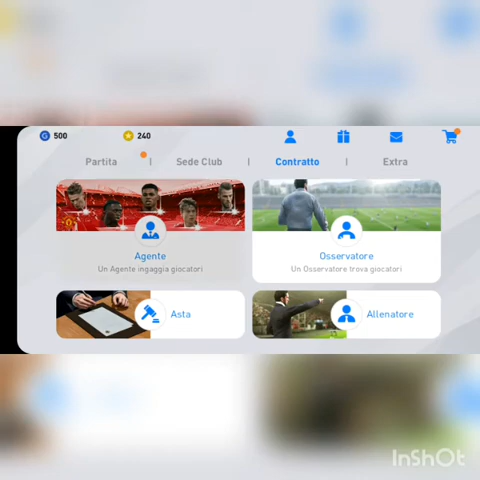 500 240
Partita | Sede Club | Contratto | Extra
Agente
Un Agente ingaggia giocatori
Osservatore
Un Osservatore trova giocatori
Asta
Allenatore
InShOt